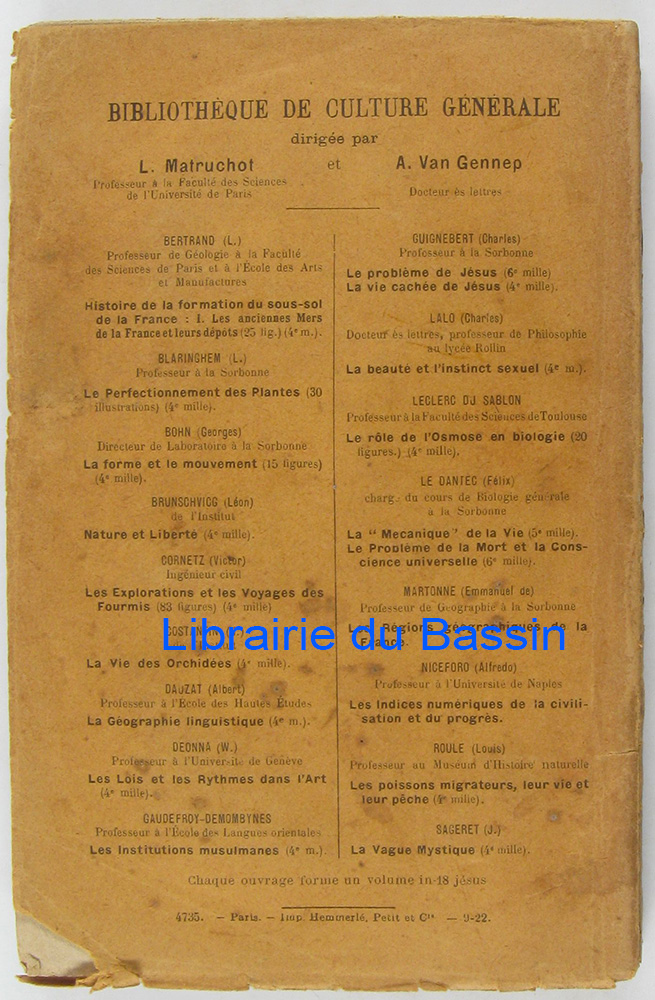 BIBLIOTHÈQUE DE CULTURE GÉNÉRALE
dirigée par
L. Matruchot et A. Van Gennep
Professeur à la Faculté des Sciences
de l'Université de Paris
Docteur ès lettres
BERTRAND (L.)
Professeur de Géologie à la Faculté
des Sciences de Paris et à l'École des Arts
et Manufactures
Histoire de la formation du sous-sol
de la France : I. Les anciennes Mers
de la France et leurs dépôts (25 fig.) (4e m.).
BLARINGHEM (L.)
Professeur à la Sorbonne
Le Perfectionnement des Plantes (30
illustrations) (4e mille).
BOHN (Georges)
Directeur de Laboratoire à la Sorbonne
La forme et le mouvement (15 figures)
(4e mille).
BRUNSCHVICG (Léon)
de l'Institut
Nature et Liberté (4e mille).
CORNETZ (Victor)
Ingénieur civil
Les Explorations et les Voyages des
Fourmis (83 figures) (4e mille)
La Vie des Orchidées (4e mille).
DAUZAT (Albert)
Professeur à l'École des Hautes Études
La Géographie linguistique (4e m.).
DEONNA (W.)
Professeur à l'Université de Genève
Les Lois et les Rythmes dans l'Art
(4e mille).
GAUDEFROY-DEMOMBYNES
Professeur à l'École des Langues orientales
Les Institutions musulmanes (4e m.).
GUIGNEBERT (Charles)
Professeur à la Sorbonne
Le problème de Jésus (6e mille)
La vie cachée de Jésus (4e mille).
LALO (Charles)
Docteur ès lettres, professeur de Philosophie
au lycée Rollin
La beauté et l'instinct sexuel (4e m.).
LECLERC DU SABLON
Professeur à la Faculté des Sciences de Toulouse
Le rôle de l'Osmose en biologie (20
figures.) (4e mille).
LE DANTEC (Félix)
chargé du cours de Biologie générale
à la Sorbonne
La "Mecanique" de la Vie (5e mille).
Le Problème de la Mort et la Cons-
cience universelle (6e mille).
MARTONNE (Emmanuel de)
Professeur de Géographie à la Sorbonne
Les Régions géographiques de la
France.
NICEFORO (Alfredo)
Professeur à l'Université de Naples
Les Indices numériques de la civili-
sation et du progrès.
ROULE (Louis)
Professeur au Museum d'Histoire naturelle
Les poissons migrateurs, leur vie et
leur pêche (4e mille).
SAGERET (J.)
La Vague Mystique (4e mille).
Chaque ouvrage forme un volume in-18 jésus
4735. — Paris. — Imp. Hemmerlé, Petit et Cie — 9-22.
Librairie du Bassin